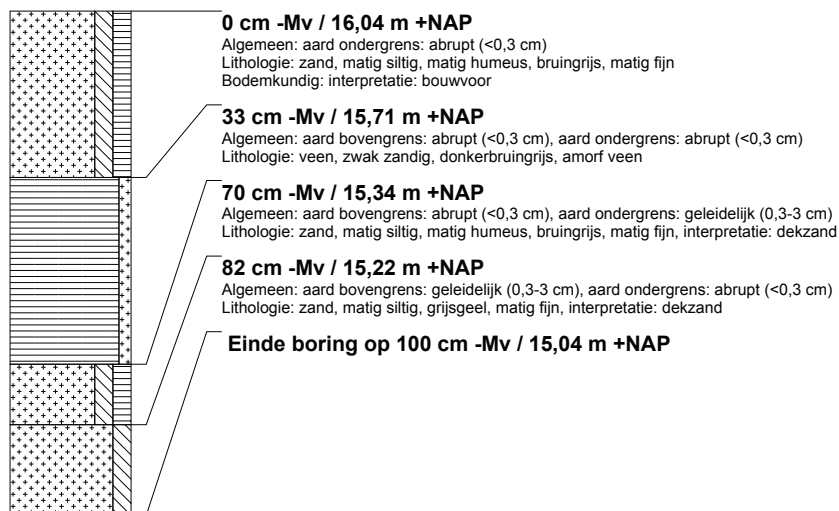 0 cm -Mv / 16,04 m +NAP
Algemeen: aard ondergrens: abrupt (<0,3 cm)
Lithologie: zand, matig siltig, matig humeus, bruingrijs, matig fijn
Bodemkundig: interpretatie: bouwvoor
33 cm -Mv / 15,71 m +NAP
Algemeen: aard bovengrens: abrupt (<0,3 cm), aard ondergrens: abrupt (<0,3 cm)
Lithologie: veen, zwak zandig, donkerbruingrijs, amorf veen
70 cm -Mv / 15,34 m +NAP
Algemeen: aard bovengrens: abrupt (<0,3 cm), aard ondergrens: geleidelijk (0,3-3 cm)
Lithologie: zand, matig siltig, matig humeus, bruingrijs, matig fijn, interpretatie: dekzand
82 cm -Mv / 15,22 m +NAP
Algemeen: aard bovengrens: geleidelijk (0,3-3 cm), aard ondergrens: abrupt (<0,3 cm)
Lithologie: zand, matig siltig, grijsgeel, matig fijn, interpretatie: dekzand
Einde boring op 100 cm -Mv / 15,04 m +NAP